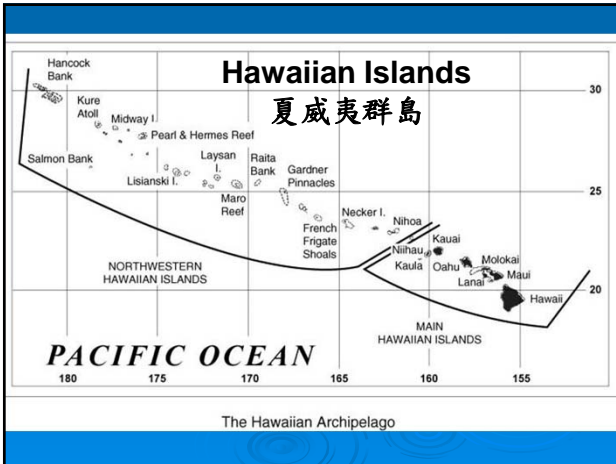 Hawaiian Islands
夏威夷群島
Hancock
Bank
30
Kure
Atoll
Midway I.
Pearl & Hermes Reef
Salmon Bank
Lisianski I.
Laysan
I.
Maro
Reef
Raita
Bank
Gardner
Pinnacles
25
French
Frigate
Shoals
Necker I.
Nihoa
Kauai
Niihau
Kaula
Oahu
Molokai
Lanai
Maui
Hawaii
20
NORTHWESTERN
HAWAIIAN ISLANDS
MAIN
HAWAIIAN ISLANDS
PACIFIC OCEAN
180
175
170
165
160
155
The Hawaiian Archipelago